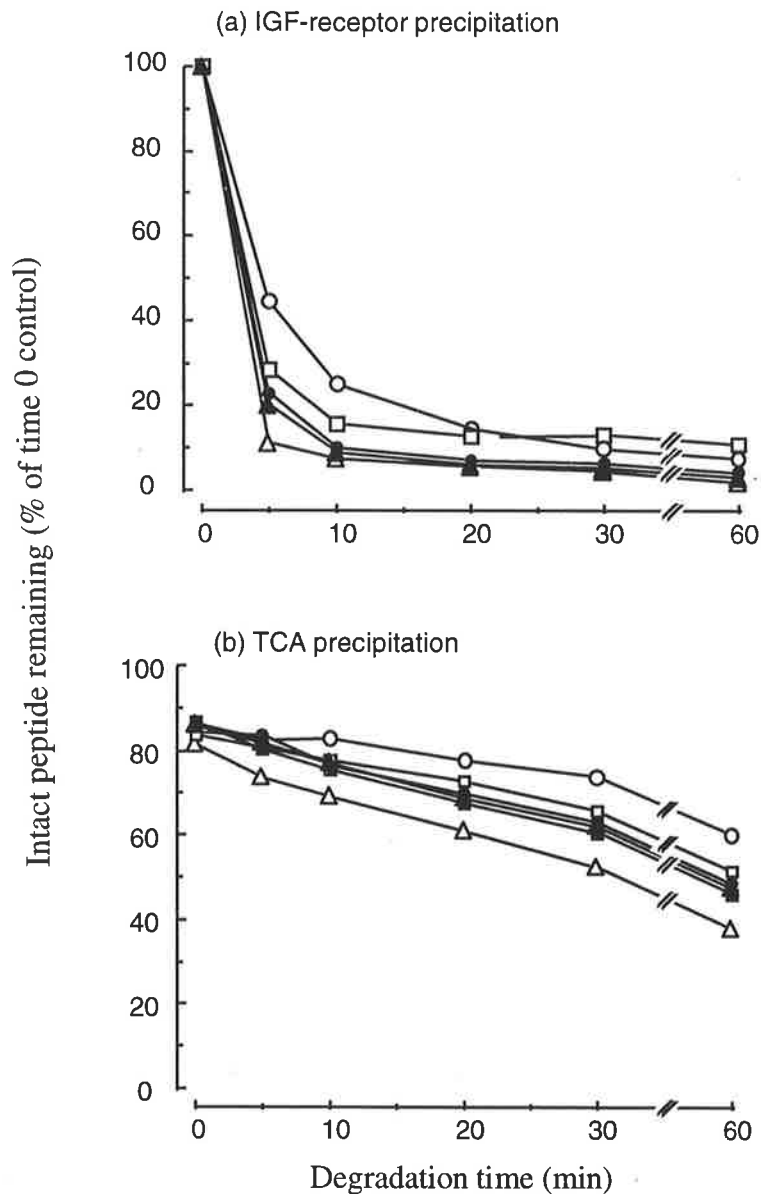 (a) IGF-receptor precipitation
100
80
60
40
20
0
0 10 20 30 60
(b) TCA precipitation
100
80
60
40
20
0
0 10 20 30 60
Intact peptide remaining (% of time 0 control)
Degradation time (min)